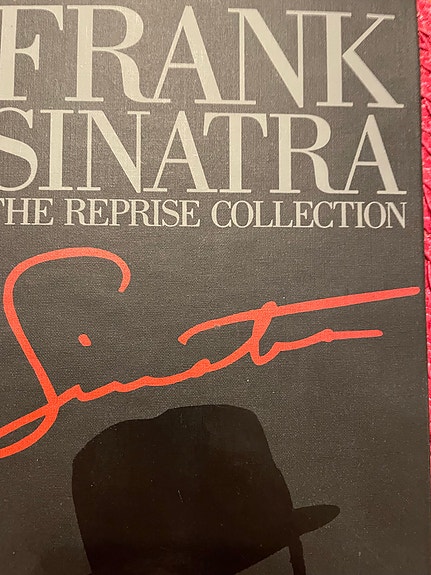 FRANK
SINATRA
THE REPRISE COLLECTION
Sinatra